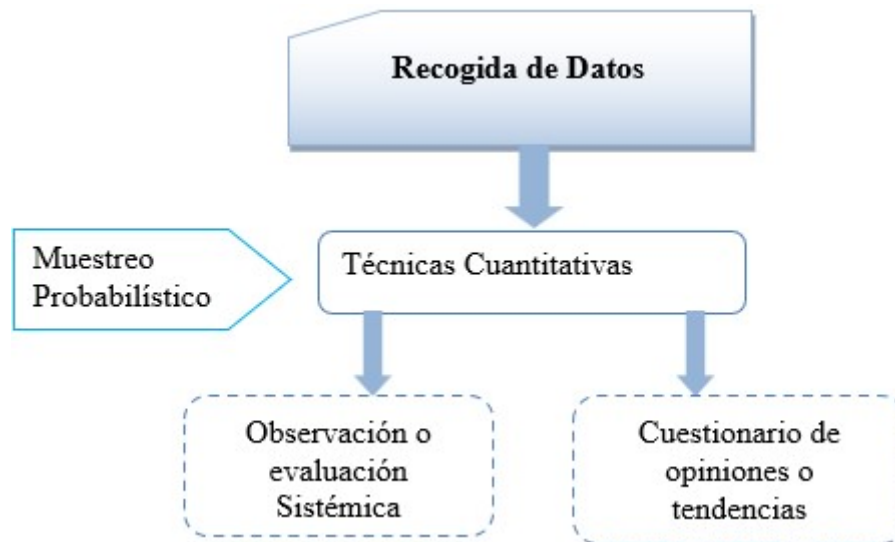 Recogida de Datos
Muestreo
Probabilístico
Técnicas Cuantitativas
Observación o
evaluación
Sistémica
Cuestionario de
opiniones o
tendencias